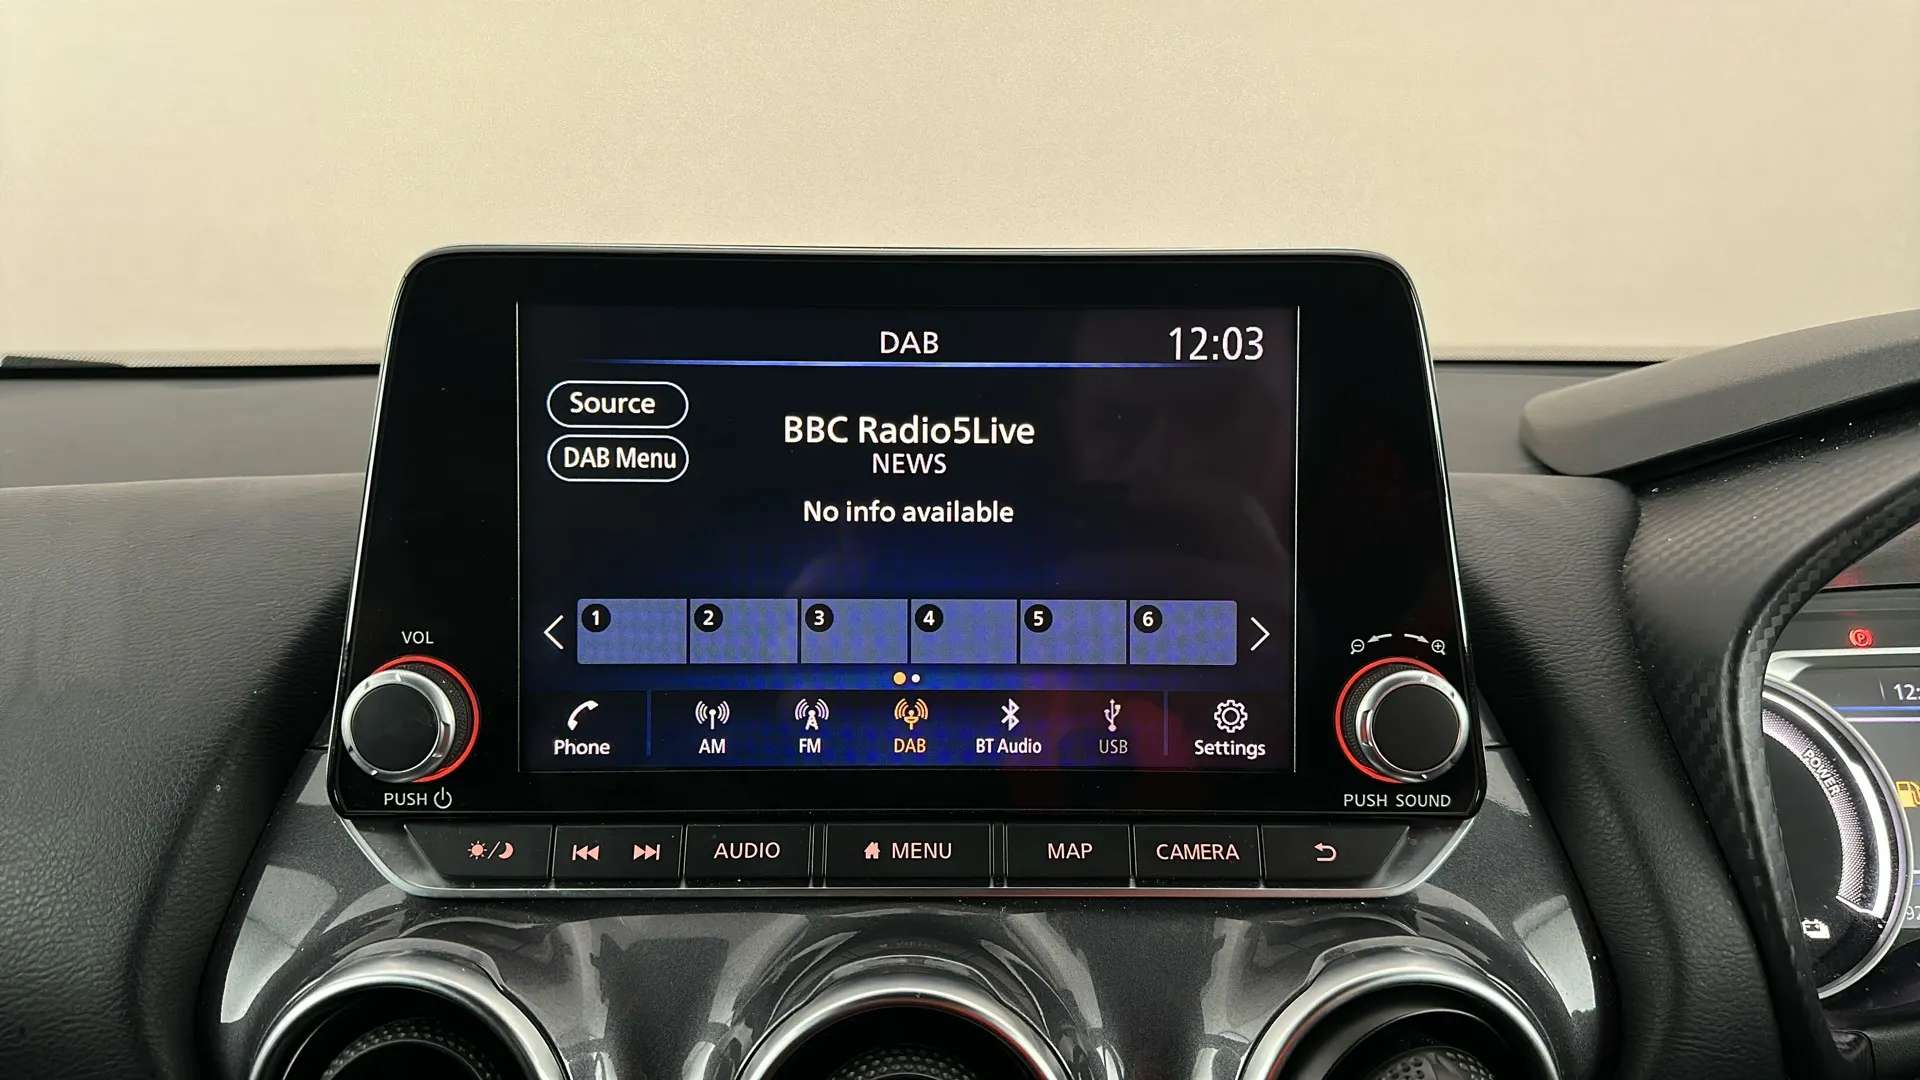 DAB
12:03
Source
DAB Menu
BBC Radio5Live
NEWS
No info available
1 2 3 4 5 6
Phone AM FM DAB BT Audio USB Settings
VOL
PUSH
PUSH SOUND
AUDIO MENU MAP CAMERA
POWER